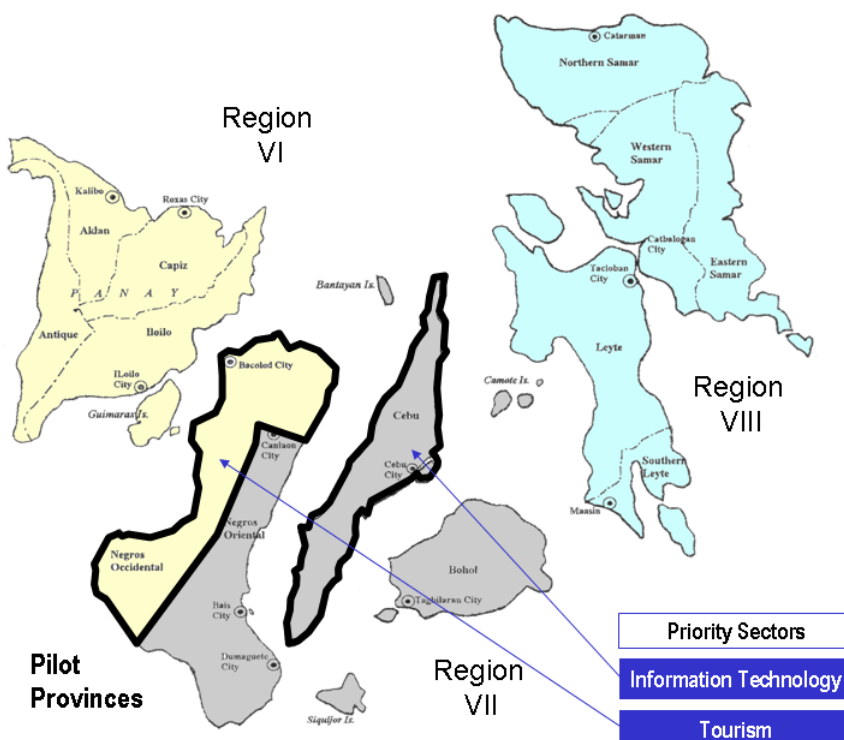 Catarman
Northern Samar
Region
VI
Western
Samar
Kalibo
Roxas City
Aklan
Catbalogan
City
Capiz
Eastern
Samar
Tacloban
City
Bantayan Is.
P A N A Y
Antique
Iloilo
Leyte
Bacolod City
ILoilo
City
Camote Is.
Region
VIII
Guimaras Is.
Cebu
Canlaon
City
Cebu
City
Southern
Leyte
Maasin
Negros
Oriental
Negros
Occidental
Bohol
Tagbilaran City
Bais
City
Priority Sectors
Pilot
Provinces
Dumaguete
City
Region
VII
Information Technology
Siquijor Is.
Tourism